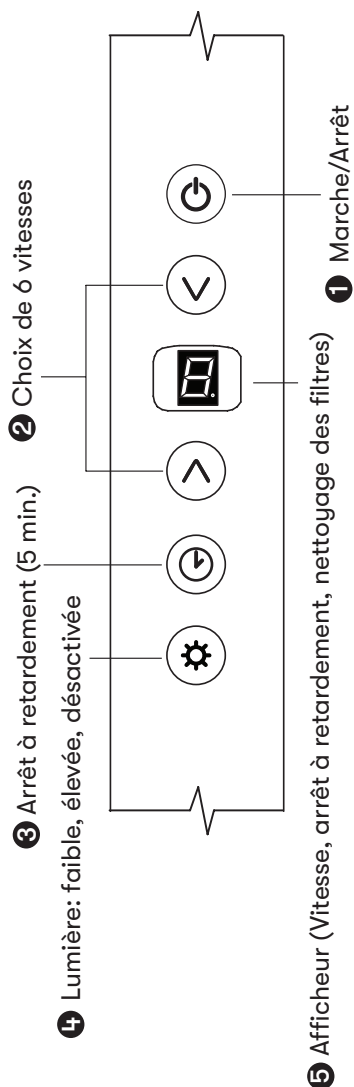 ❶ Marche/Arrêt
❷ Choix de 6 vitesses
❸ Arrêt à retardement (5 min.)
❹ Lumière: faible, élevée, désactivée
❺ Afficheur (Vitesse, arrêt à retardement, nettoyage des filtres)
8.